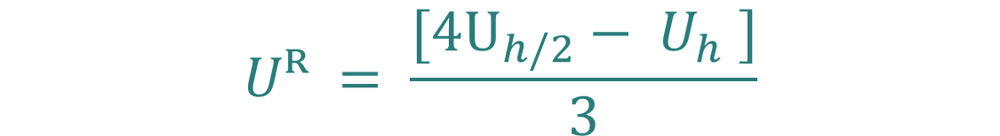 U^R = [4U_{h/2} − U_h ] / 3